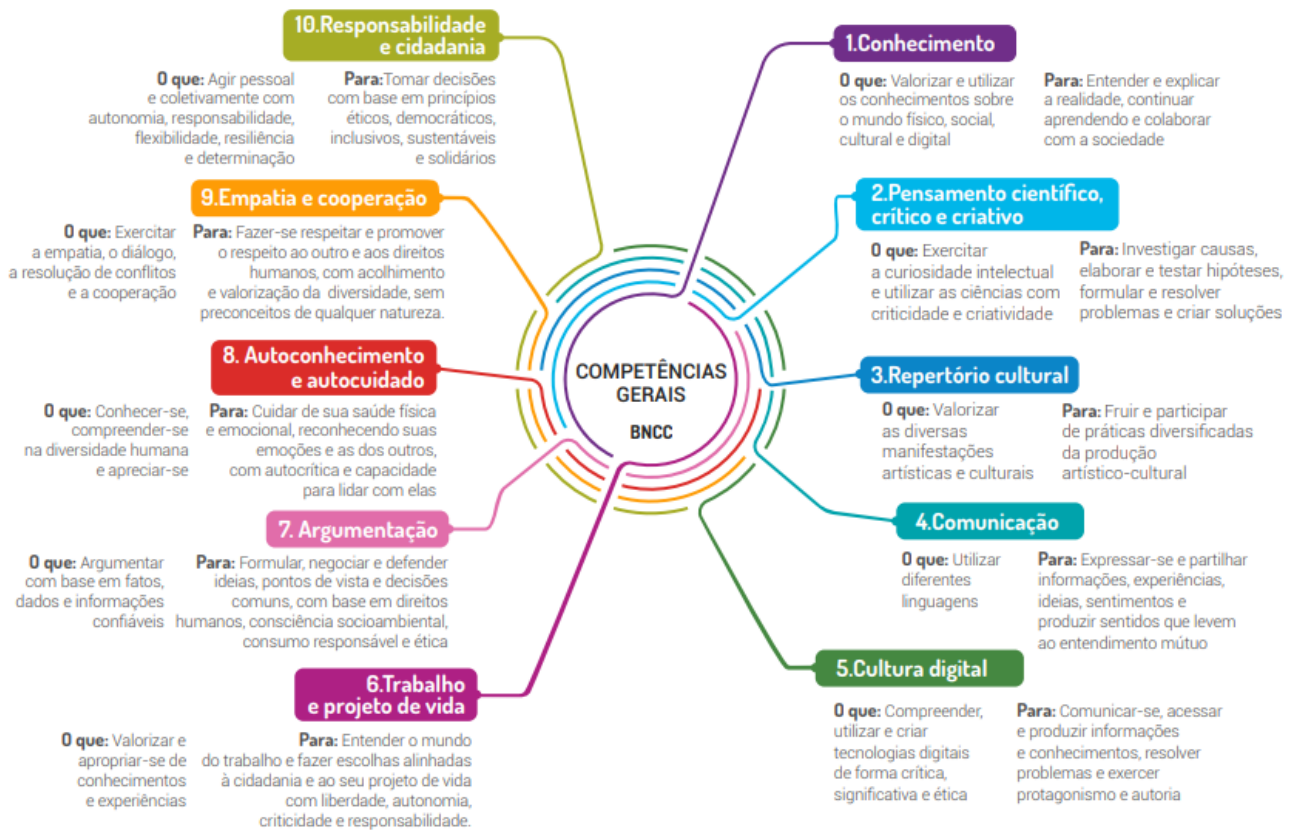 COMPETÊNCIAS
GERAIS
BNCC
1.Conhecimento
O que: Valorizar e utilizar
os conhecimentos sobre
o mundo físico, social,
cultural e digital
Para: Entender e explicar
a realidade, continuar
aprendendo e colaborar
com a sociedade
2.Pensamento científico,
crítico e criativo
O que: Exercitar
a curiosidade intelectual
e utilizar as ciências com
criticidade e criatividade
Para: Investigar causas,
elaborar e testar hipóteses,
formular e resolver
problemas e criar soluções
3.Repertório cultural
O que: Valorizar
as diversas
manifestações
artísticas e culturais
Para: Fruir e participar
de práticas diversificadas
da produção
artístico-cultural
4.Comunicação
O que: Utilizar
diferentes
linguagens
Para: Expressar-se e partilhar
informações, experiências,
ideias, sentimentos e
produzir sentidos que levem
ao entendimento mútuo
5.Cultura digital
O que: Compreender,
utilizar e criar
tecnologias digitais
de forma crítica,
significativa e ética
Para: Comunicar-se, acessar
e produzir informações
e conhecimentos, resolver
problemas e exercer
protagonismo e autoria
6.Trabalho
e projeto de vida
O que: Valorizar e
apropriar-se de
conhecimentos
e experiências
Para: Entender o mundo
do trabalho e fazer escolhas alinhadas
à cidadania e ao seu projeto de vida
com liberdade, autonomia,
criticidade e responsabilidade.
7. Argumentação
O que: Argumentar
com base em fatos,
dados e informações
confiáveis
Para: Formular, negociar e defender
ideias, pontos de vista e decisões
comuns, com base em direitos
humanos, consciência socioambiental,
consumo responsável e ética
8. Autoconhecimento
e autocuidado
O que: Conhecer-se,
compreender-se
na diversidade humana
e apreciar-se
Para: Cuidar de sua saúde física
e emocional, reconhecendo suas
emoções e as dos outros,
com autocrítica e capacidade
para lidar com elas
9.Empatia e cooperação
O que: Exercitar
a empatia, o diálogo,
a resolução de conflitos
e a cooperação
Para: Fazer-se respeitar e promover
o respeito ao outro e aos direitos
humanos, com acolhimento
e valorização da diversidade, sem
preconceitos de qualquer natureza.
10.Responsabilidade
e cidadania
O que: Agir pessoal
e coletivamente com
autonomia, responsabilidade,
flexibilidade, resiliência
e determinação
Para:Tomar decisões
com base em princípios
éticos, democráticos,
inclusivos, sustentáveis
e solidários